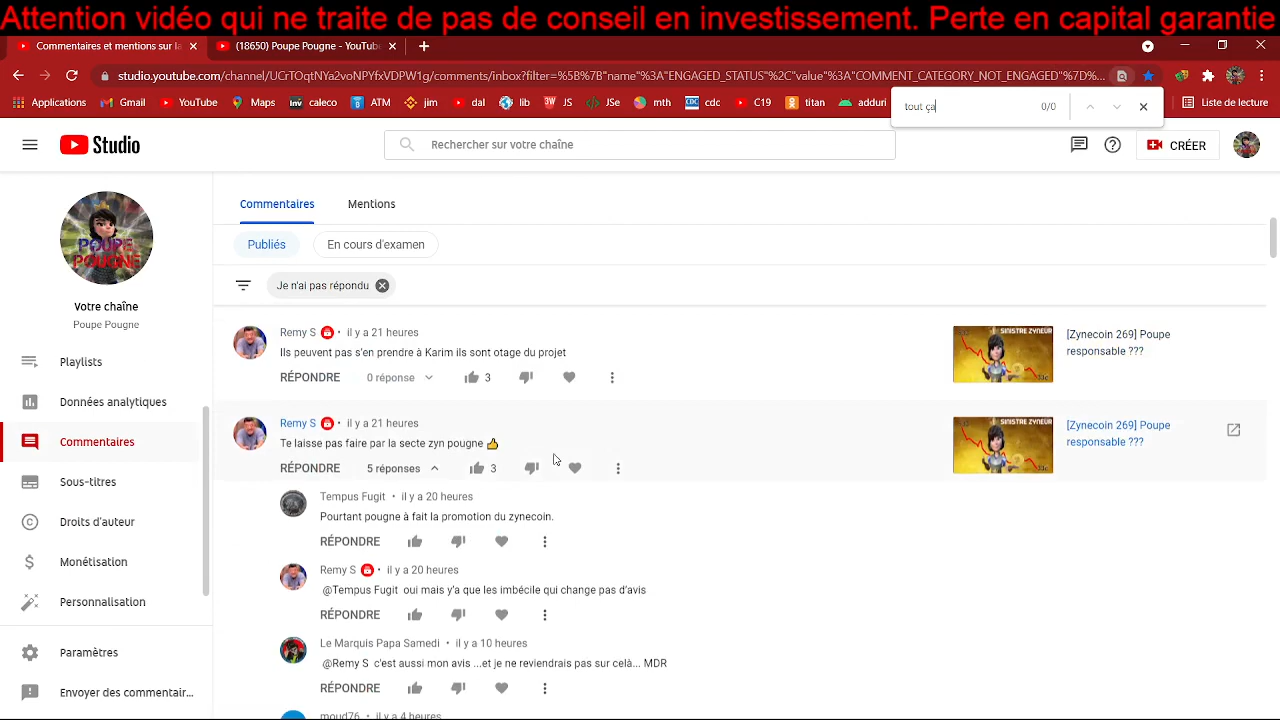 Attention vidéo qui ne traite de pas de conseil en investissement. Perte en capital garantie
Commentaires et mentions sur la
(18650) Poupe Pougne - YouTube
studio.youtube.com/channel/UCrTOqtNYa2voNPYfxVDPW1g/comments/inbox?filter=%5B%7B"name"%3A"ENGAGED_STATUS"%2C"value"%3A"COMMENT_CATEGORY_NOT_ENGAGED"%7D%...
Applications Gmail YouTube Maps caleco ATM jim dal lib JS JSe mth cdc C19 titan adduri Liste de lecture
tout ça 0/0
Studio
Rechercher sur votre chaîne
CRÉER
POUPE
POUGNE
Votre chaîne
Poupe Pougne
Playlists
Données analytiques
Commentaires
Sous-titres
Droits d'auteur
Monétisation
Personnalisation
Paramètres
Envoyer des commentair...
Commentaires Mentions
Publiés En cours d'examen
Je n'ai pas répondu
Remy S • il y a 21 heures
Ils peuvent pas s'en prendre à Karim ils sont otage du projet
RÉPONDRE 0 réponse 3
SINISTRE ZYNEUR
[Zynecoin 269] Poupe
responsable ???
Remy S • il y a 21 heures
Te laisse pas faire par la secte zyn pougne 👍
RÉPONDRE 5 réponses 3
SINISTRE ZYNEUR
[Zynecoin 269] Poupe
responsable ???
Tempus Fugit • il y a 20 heures
Pourtant pougne à fait la promotion du zynecoin.
RÉPONDRE
Remy S • il y a 20 heures
@Tempus Fugit oui mais y'a que les imbécile qui change pas d'avis
RÉPONDRE
Le Marquis Papa Samedi • il y a 10 heures
@Remy S c'est aussi mon avis ...et je ne reviendrais pas sur celà... MDR
RÉPONDRE
moud76 • il y a 4 heures